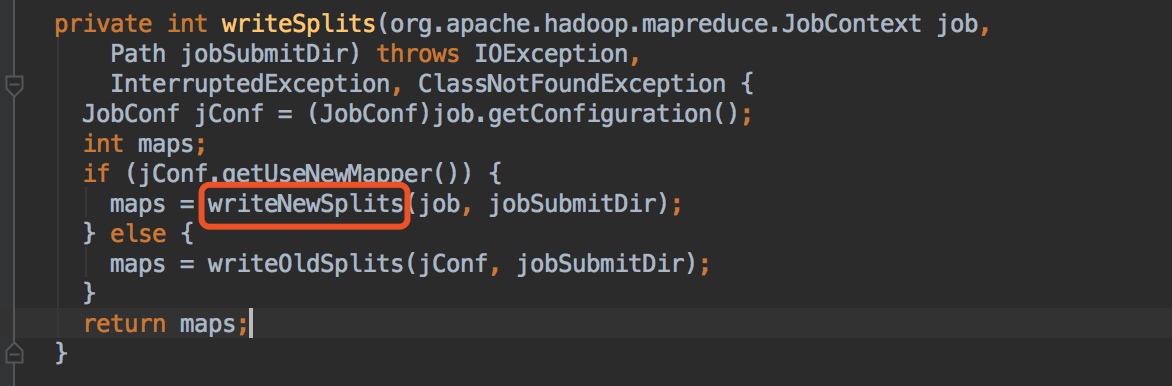 private int writeSplits(org.apache.hadoop.mapreduce.JobContext job,
    Path jobSubmitDir) throws IOException,
    InterruptedException, ClassNotFoundException {
  JobConf jConf = (JobConf)job.getConfiguration();
  int maps;
  if (jConf.getUseNewMapper()) {
    maps = writeNewSplits(job, jobSubmitDir);
  } else {
    maps = writeOldSplits(jConf, jobSubmitDir);
  }
  return maps;
}